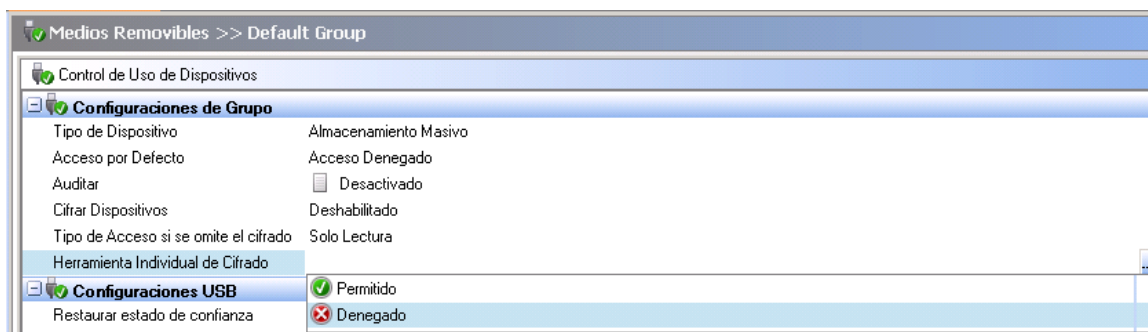 Medios Removibles >> Default Group
Control de Uso de Dispositivos
Configuraciones de Grupo
Tipo de Dispositivo Almacenamiento Masivo
Acceso por Defecto Acceso Denegado
Auditar Desactivado
Cifrar Dispositivos Deshabilitado
Tipo de Acceso si se omite el cifrado Solo Lectura
Herramienta Individual de Cifrado ...
Configuraciones USB Permitido
Restaurar estado de confianza Denegado